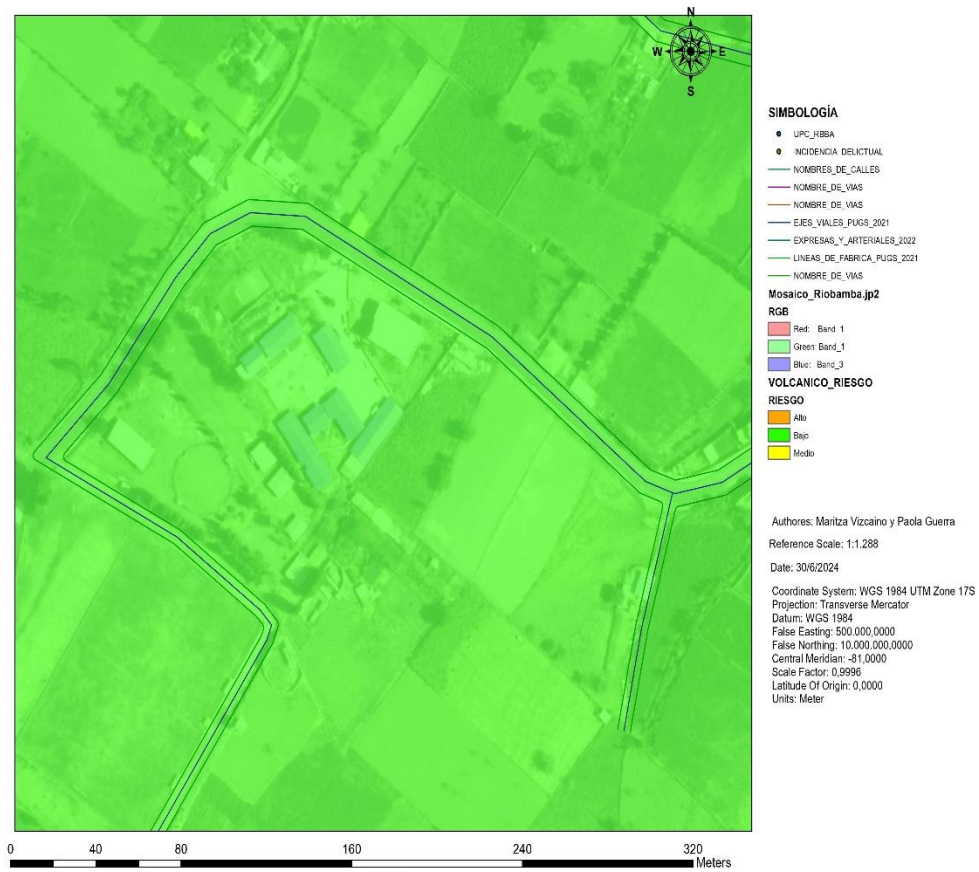 N
W
E
S
SIMBOLOGÍA
UPC_RBBA
INCIDENCIA DELICTUAL
NOMBRES_DE_CALLES
NOMBRE_DE_VIAS
NOMBRE_DE_VIAS
EJES_VIALES_PUGS_2021
EXPRESAS_Y_ARTERIALES_2022
LINEAS_DE_FABRICA_PUGS_2021
NOMBRE_DE_VIAS
Mosaico_Riobamba.jp2
RGB
Red: Band_1
Green: Band_1
Blue: Band_3
VOLCANICO_RIESGO
RIESGO
Alto
Bajo
Medio
Authores: Maritza Vizcaino y Paola Guerra
Reference Scale: 1:1.288
Date: 30/6/2024
Coordinate System: WGS 1984 UTM Zone 17S
Projection: Transverse Mercator
Datum: WGS 1984
False Easting: 500.000,0000
False Northing: 10.000.000,0000
Central Meridian: -81,0000
Scale Factor: 0,9996
Latitude Of Origin: 0,0000
Units: Meter
0 40 80 160 240 320
Meters